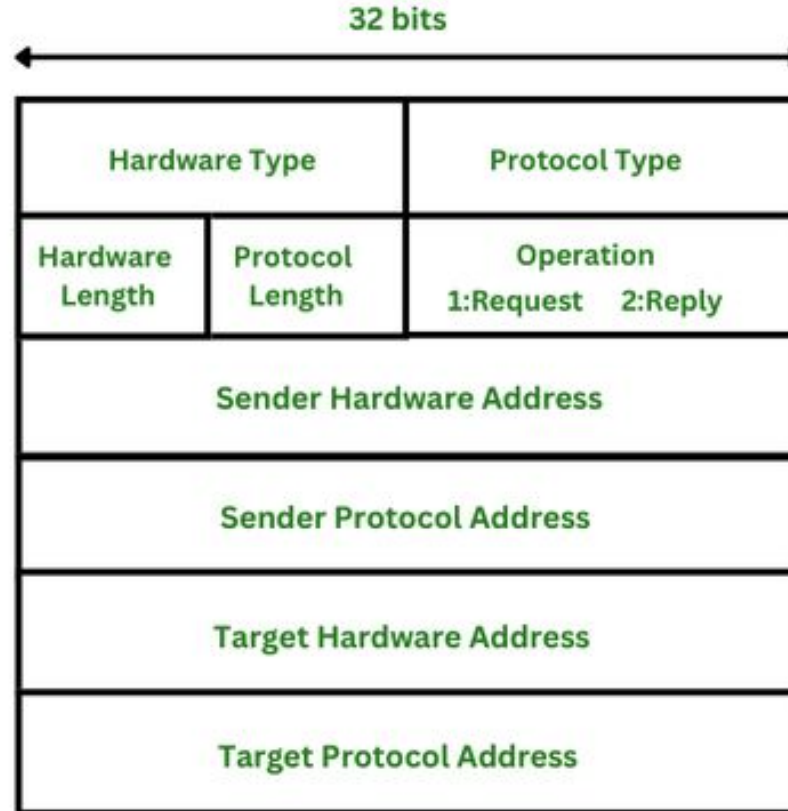 32 bits
Hardware Type
Protocol Type
Hardware
Length
Protocol
Length
Operation
1:Request 2:Reply
Sender Hardware Address
Sender Protocol Address
Target Hardware Address
Target Protocol Address